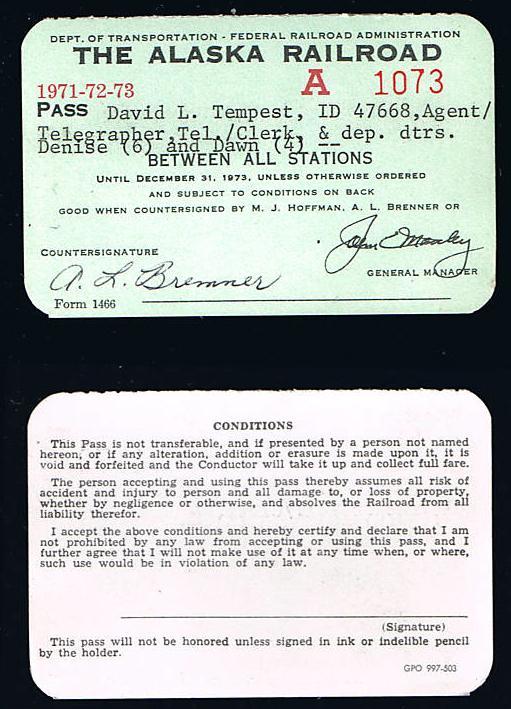 DEPT. OF TRANSPORTATION - FEDERAL RAILROAD ADMINISTRATION
THE ALASKA RAILROAD
1971-72-73 A 1073
PASS David L. Tempest, ID 47668,Agent/
Telegrapher,Tel./Clerk, & dep. dtrs.
Denise (6) and Dawn (4) --
BETWEEN ALL STATIONS
UNTIL DECEMBER 31, 1973, UNLESS OTHERWISE ORDERED
AND SUBJECT TO CONDITIONS ON BACK
GOOD WHEN COUNTERSIGNED BY M. J. HOFFMAN, A. L. BRENNER OR
COUNTERSIGNATURE
John E Manley
A. L. Bremner
GENERAL MANAGER
Form 1466
CONDITIONS
This Pass is not transferable, and if presented by a person not named
hereon, or if any alteration, addition or erasure is made upon it, it is
void and forfeited and the Conductor will take it up and collect full fare.
The person accepting and using this pass thereby assumes all risk of
accident and injury to person and all damage to, or loss of property,
whether by negligence or otherwise, and absolves the Railroad from all
liability therefor.
I accept the above conditions and hereby certify and declare that I am
not prohibited by any law from accepting or using this pass, and I
further agree that I will not make use of it at any time when, or where,
such use would be in violation of any law.
(Signature)
This pass will not be honored unless signed in ink or indelible pencil
by the holder.
GPO 997-503